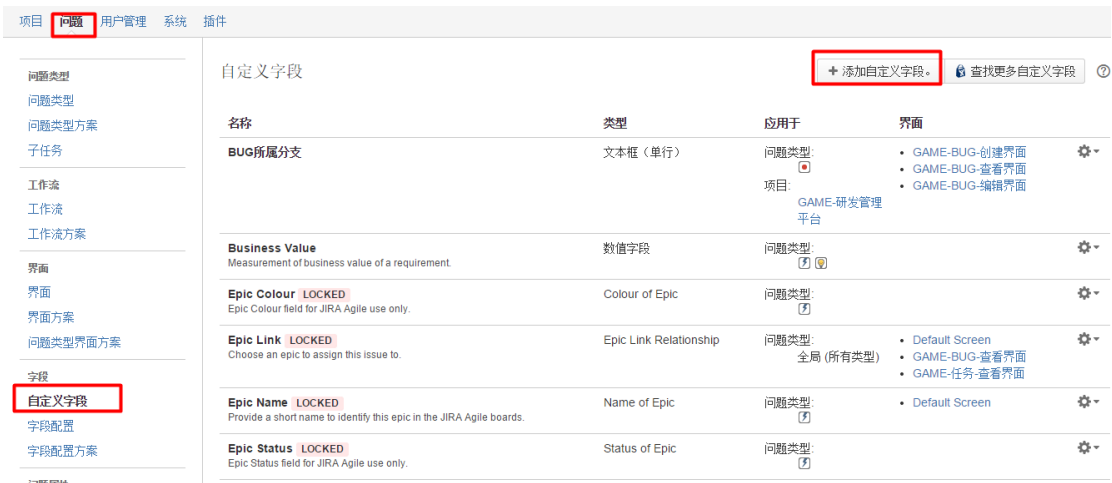 项目 问题 用户管理 系统 插件
问题类型
问题类型
问题类型方案
子任务
工作流
工作流
工作流方案
界面
界面
界面方案
问题类型界面方案
字段
自定义字段
字段配置
字段配置方案
自定义字段
+ 添加自定义字段。 查找更多自定义字段
名称 类型 应用于 界面
BUG所属分支 文本框（单行） 问题类型: • GAME-BUG-创建界面
• GAME-BUG-查看界面
项目: • GAME-BUG-编辑界面
GAME-研发管理
平台
Business Value 数值字段 问题类型:
Measurement of business value of a requirement.
Epic Colour LOCKED Colour of Epic 问题类型:
Epic Colour field for JIRA Agile use only.
Epic Link LOCKED Epic Link Relationship 问题类型: • Default Screen
Choose an epic to assign this issue to. 全局 (所有类型) • GAME-BUG-查看界面
• GAME-任务-查看界面
Epic Name LOCKED Name of Epic 问题类型: • Default Screen
Provide a short name to identify this epic in the JIRA Agile boards.
Epic Status LOCKED Status of Epic 问题类型:
Epic Status field for JIRA Agile use only.